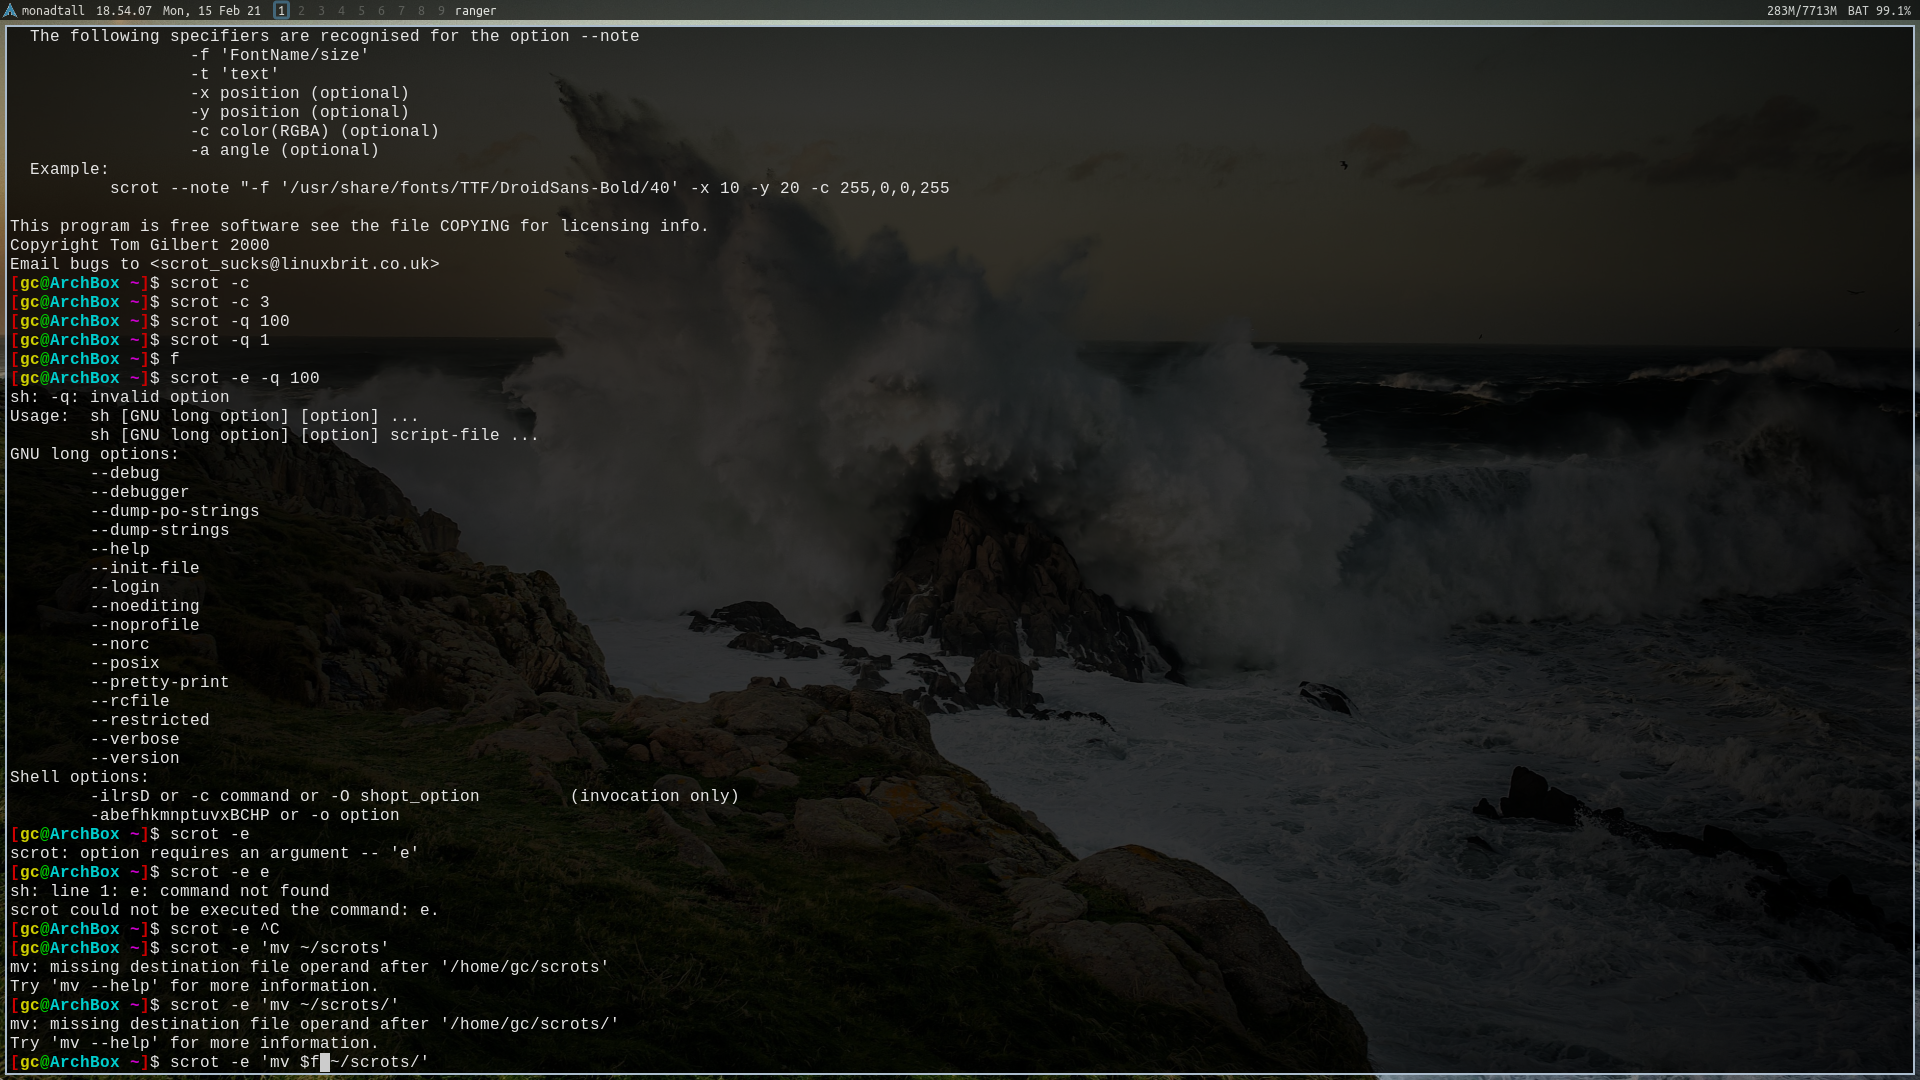 monadtall 18.54.07 Mon, 15 Feb 21 1 2 3 4 5 6 7 8 9 ranger 283M/7713M BAT 99.1%
The following specifiers are recognised for the option --note
-f 'FontName/size'
-t 'text'
-x position (optional)
-y position (optional)
-c color(RGBA) (optional)
-a angle (optional)
Example:
scrot --note "-f '/usr/share/fonts/TTF/DroidSans-Bold/40' -x 10 -y 20 -c 255,0,0,255
This program is free software see the file COPYING for licensing info.
Copyright Tom Gilbert 2000
Email bugs to <scrot_sucks@linuxbrit.co.uk>
[gc@ArchBox ~]$ scrot -c
[gc@ArchBox ~]$ scrot -c 3
[gc@ArchBox ~]$ scrot -q 100
[gc@ArchBox ~]$ scrot -q 1
[gc@ArchBox ~]$ f
[gc@ArchBox ~]$ scrot -e -q 100
sh: -q: invalid option
Usage:  sh [GNU long option] [option] ...
sh [GNU long option] [option] script-file ...
GNU long options:
--debug
--debugger
--dump-po-strings
--dump-strings
--help
--init-file
--login
--noediting
--noprofile
--norc
--posix
--pretty-print
--rcfile
--restricted
--verbose
--version
Shell options:
-ilrsD or -c command or -O shopt_option         (invocation only)
-abefhkmnptuvxBCHP or -o option
[gc@ArchBox ~]$ scrot -e
scrot: option requires an argument -- 'e'
[gc@ArchBox ~]$ scrot -e e
sh: line 1: e: command not found
scrot could not be executed the command: e.
[gc@ArchBox ~]$ scrot -e ^C
[gc@ArchBox ~]$ scrot -e 'mv ~/scrots'
mv: missing destination file operand after '/home/gc/scrots'
Try 'mv --help' for more information.
[gc@ArchBox ~]$ scrot -e 'mv ~/scrots/'
mv: missing destination file operand after '/home/gc/scrots/'
Try 'mv --help' for more information.
[gc@ArchBox ~]$ scrot -e 'mv $f ~/scrots/'